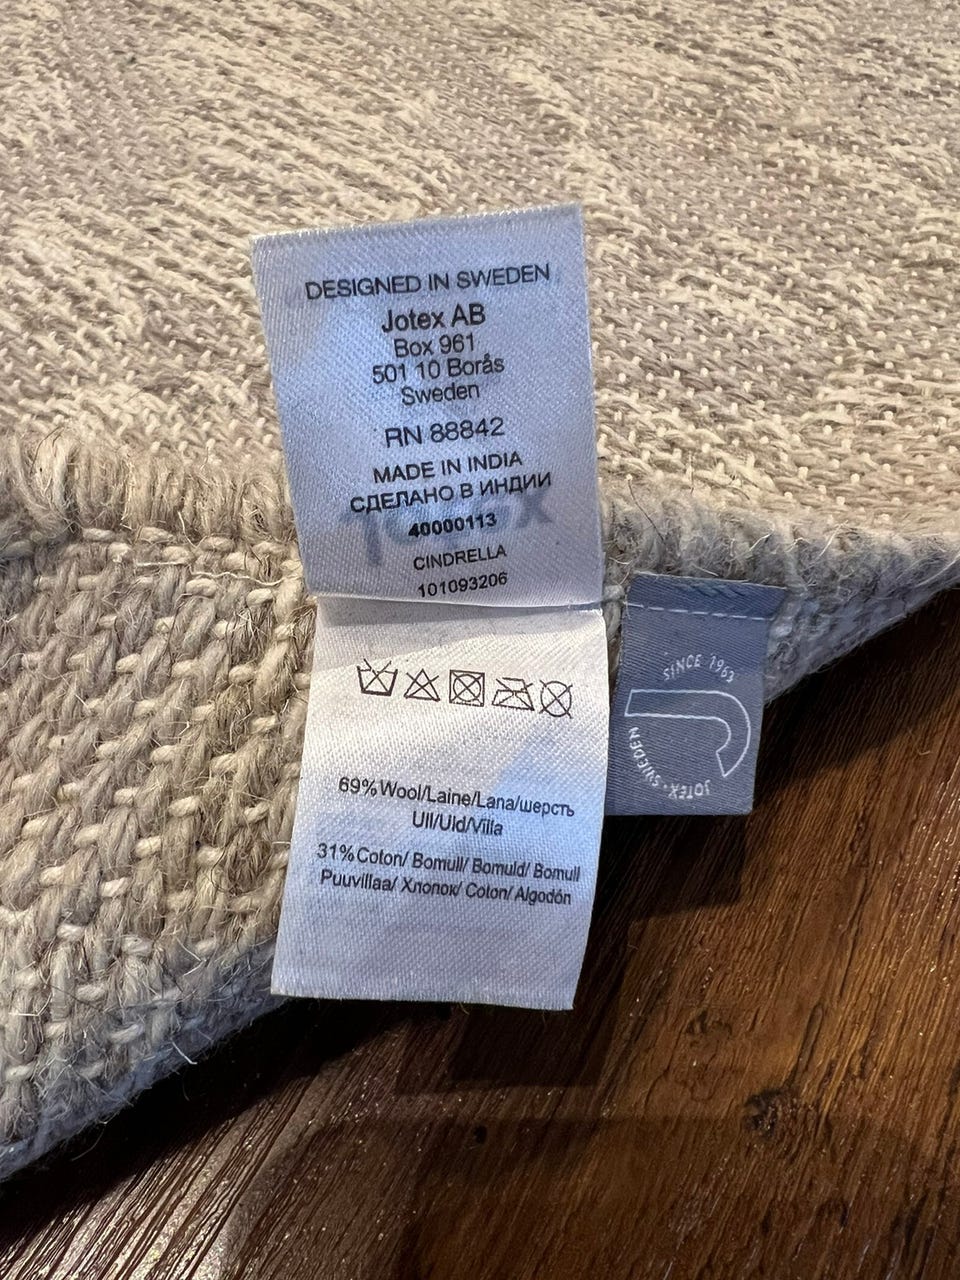 DESIGNED IN SWEDEN
Jotex AB
Box 961
501 10 Borås
Sweden
RN 88842
MADE IN INDIA
СДЕЛАНО В ИНДИИ
40000113
CINDRELLA
101093206
69%Wool/Laine/Lana/шерсть
Ull/Uld/Villa
31%Coton/ Bomull/ Bomuld/ Bomull
Puuvillaa/ Хлопок/ Coton/ Algodón
SINCE 1963
JOTEX · SWEDEN